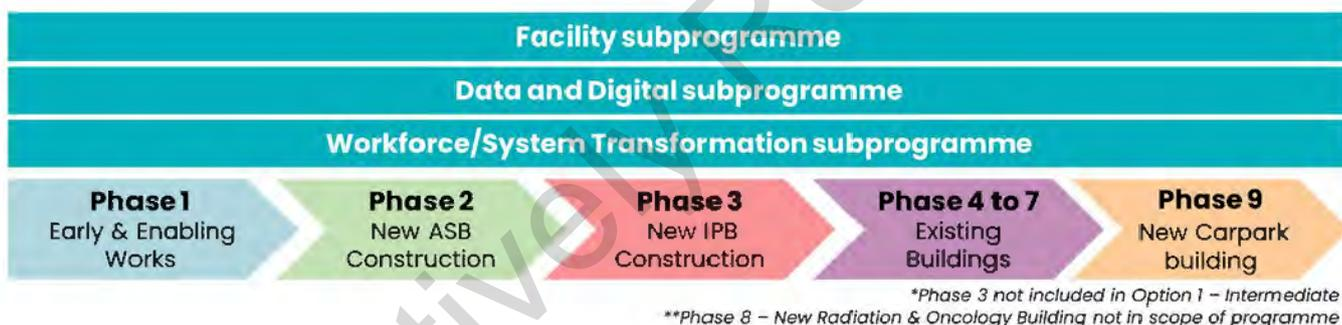 Facility subprogramme
Data and Digital subprogramme
Workforce/System Transformation subprogramme
Phase 1
Early & Enabling
Works
Phase 2
New ASB
Construction
Phase 3
New IPB
Construction
Phase 4 to 7
Existing
Buildings
Phase 9
New Carpark
building
*Phase 3 not included in Option 1 – Intermediate
**Phase 8 – New Radiation & Oncology Building not in scope of programme